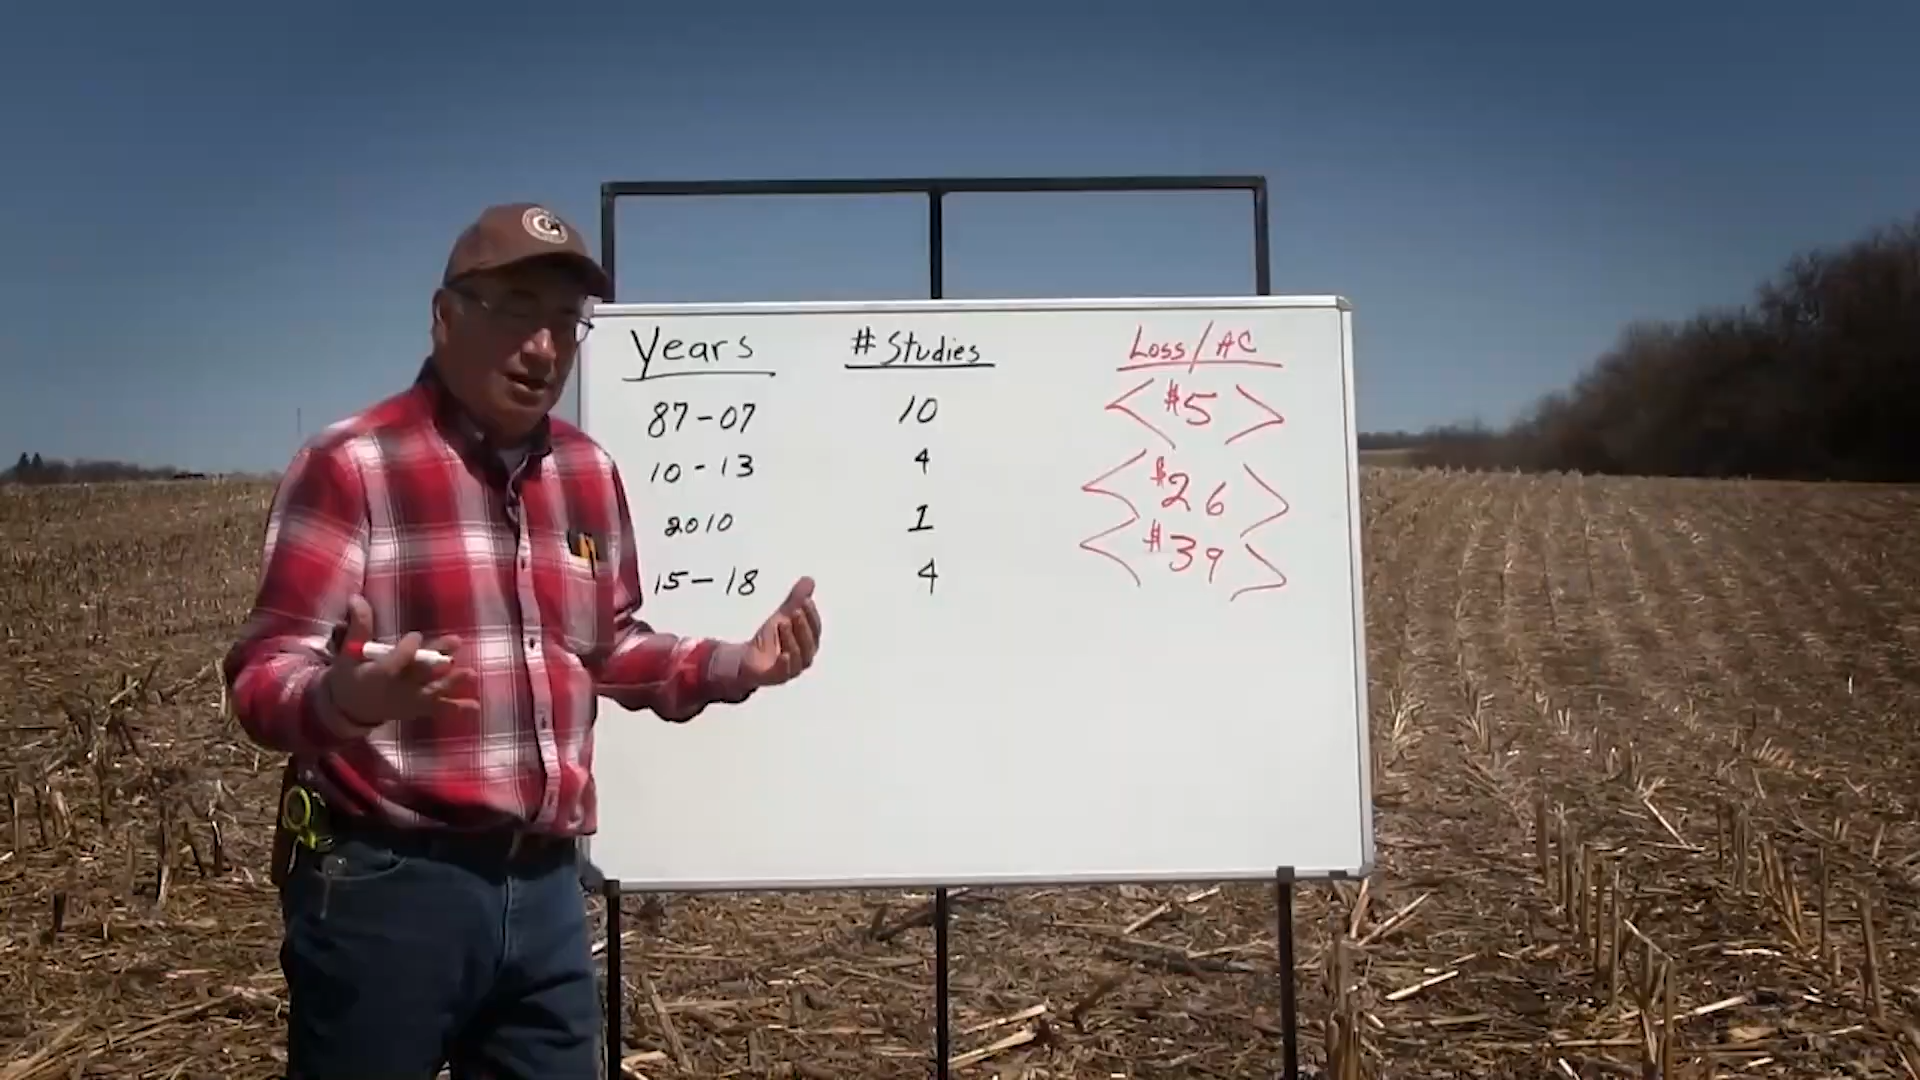 Years # Studies Loss/AC
87-07 10 <$5>
10-13 4 <$26>
2010 1 <$39>
15-18 4